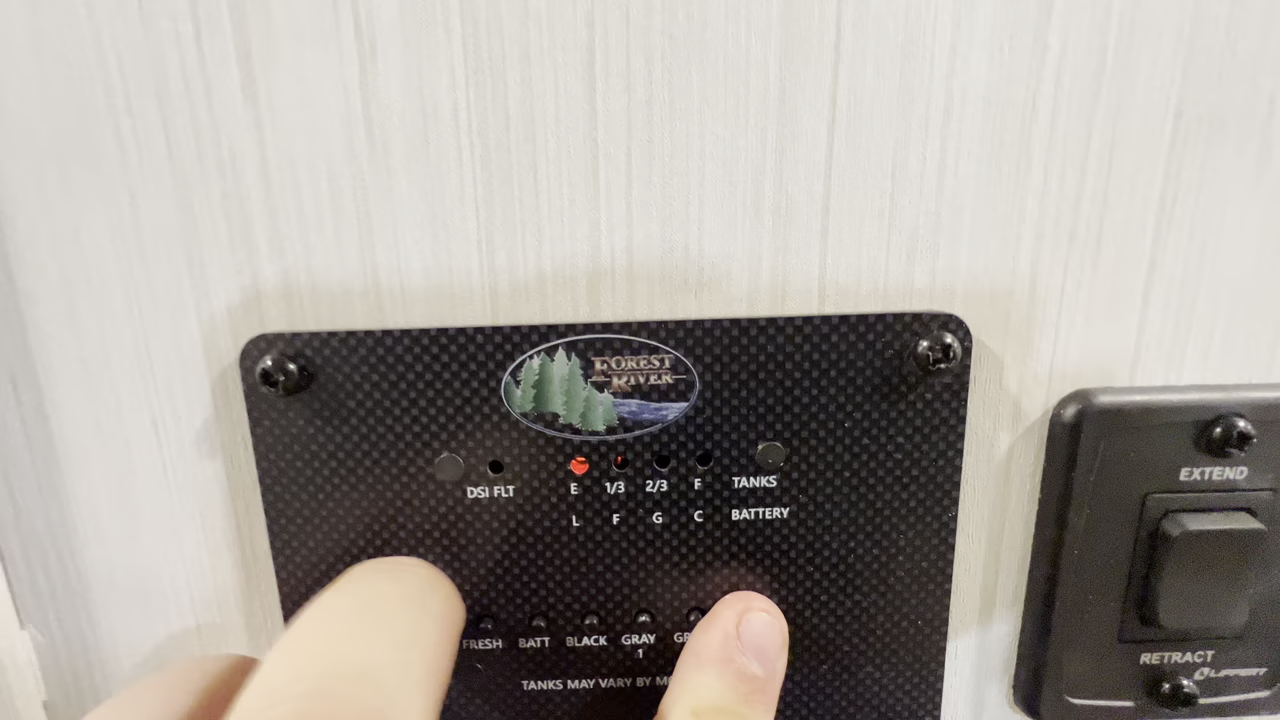 FOREST
RIVER
DSI FLT
E 1/3 2/3 F TANKS
L F G C BATTERY
FRESH BATT BLACK GRAY
1
TANKS MAY VARY BY
EXTEND
RETRACT
LIPPERT